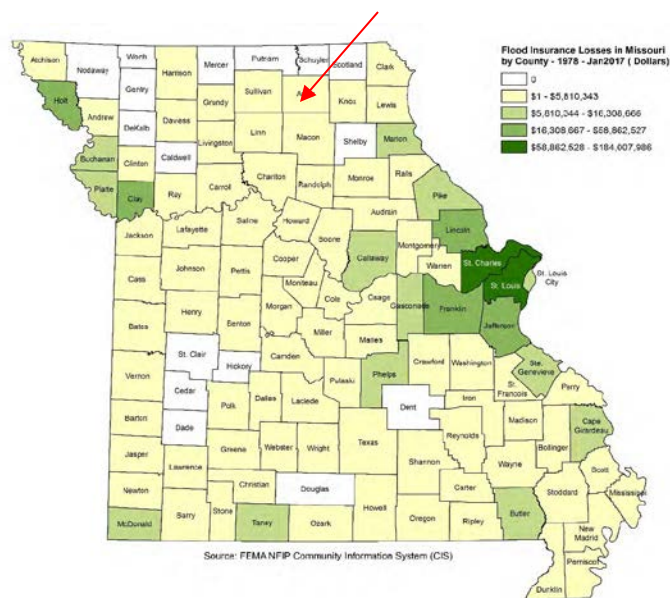 Flood Insurance Losses in Missouri
by County - 1978 - Jan2017 ( Dollars)
$1 - $5,810,343
$5,810,344 - $16,308,666
$16,308,667 - $58,862,527
$58,862,528 - $184,007,986
Atchison
Nodaway
Worth
Harrison
Mercer
Putnam
Schuyler
Scotland
Clark
Gentry
Sullivan
Holt
Andrew
Grundy
Knox
Lewis
DeKalb
Daviess
Livingston
Linn
Macon
Shelby
Marion
Buchanan
Clinton
Caldwell
Chariton
Randolph
Monroe
Ralls
Platte
Clay
Ray
Carroll
Pike
Audrain
Howard
Saline
Boone
Lincoln
Jackson
Lafayette
Callaway
Montgomery
Warren
St. Charles
Cooper
St. Louis
City
Johnson
Pettis
Moniteau
Cole
Osage
Gasconade
Franklin
St. Louis
Cass
Morgan
Jefferson
Henry
Benton
Miller
Maries
Bates
St. Clair
Camden
Crawford
Washington
Ste.
Genevieve
Hickory
Pulaski
Phelps
St.
Francois
Perry
Vernon
Cedar
Dallas
Laclede
Dent
Iron
Polk
Madison
Cape
Girardeau
Barton
Dade
Texas
Reynolds
Bollinger
Greene
Webster
Wright
Jasper
Lawrence
Shannon
Wayne
Scott
Christian
Douglas
Carter
Stoddard
Mississippi
Newton
Howell
McDonald
Barry
Stone
Taney
Ozark
Oregon
Ripley
Butler
New
Madrid
Pemiscot
Dunklin
Source: FEMA NFIP Community Information System (CIS)